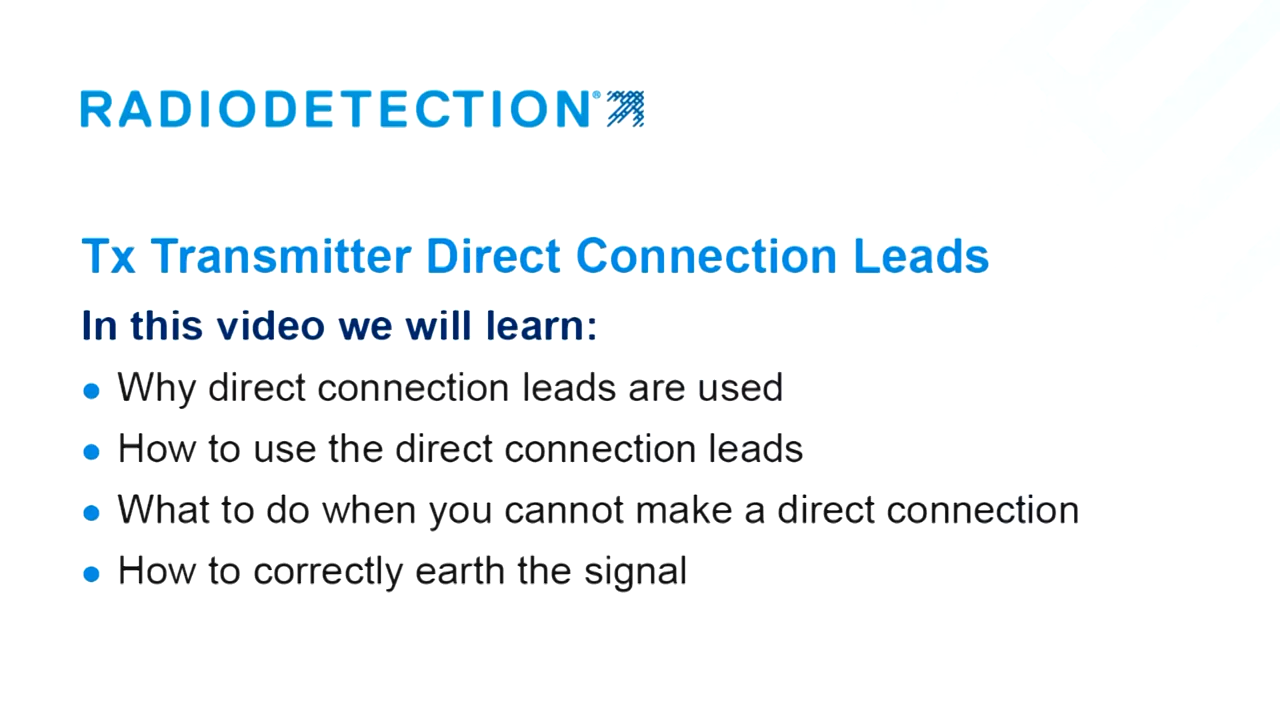 RADIODETECTION®
Tx Transmitter Direct Connection Leads
In this video we will learn:
● Why direct connection leads are used
● How to use the direct connection leads
● What to do when you cannot make a direct connection
● How to correctly earth the signal